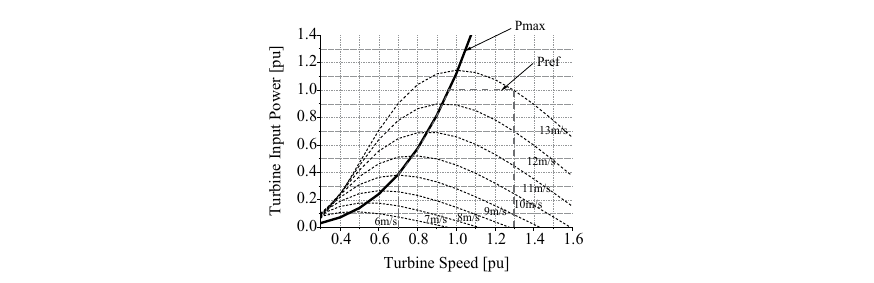 Turbine Input Power [pu]
1.4
1.2
1.0
0.8
0.6
0.4
0.2
0.0
Pmax
Pref
13m/s
12m/s
11m/s
10m/s
9m/s
8m/s
7m/s
6m/s
0.4 0.6 0.8 1.0 1.2 1.4 1.6
Turbine Speed [pu]